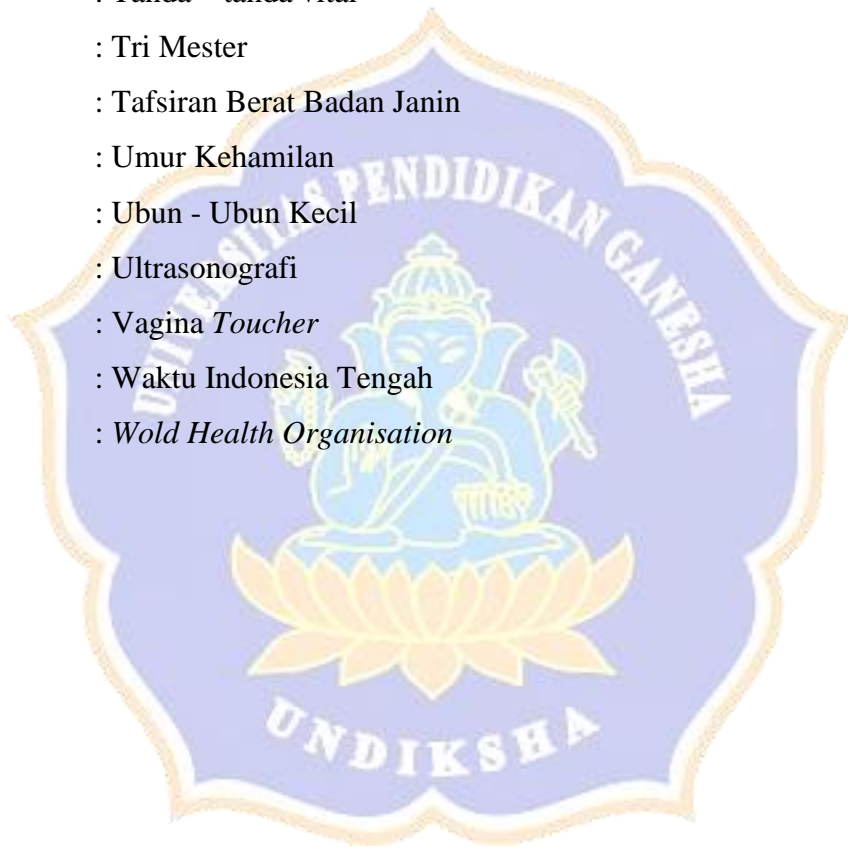 : Tanda – tanda vital
: Tri Mester
: Tafsiran Berat Badan Janin
: Umur Kehamilan
: Ubun - Ubun Kecil
: Ultrasonografi
: Vagina Toucher
: Waktu Indonesia Tengah
: Wold Health Organisation
UNIVERSITAS PENDIDIKAN GANESHA
UNDIKSHA